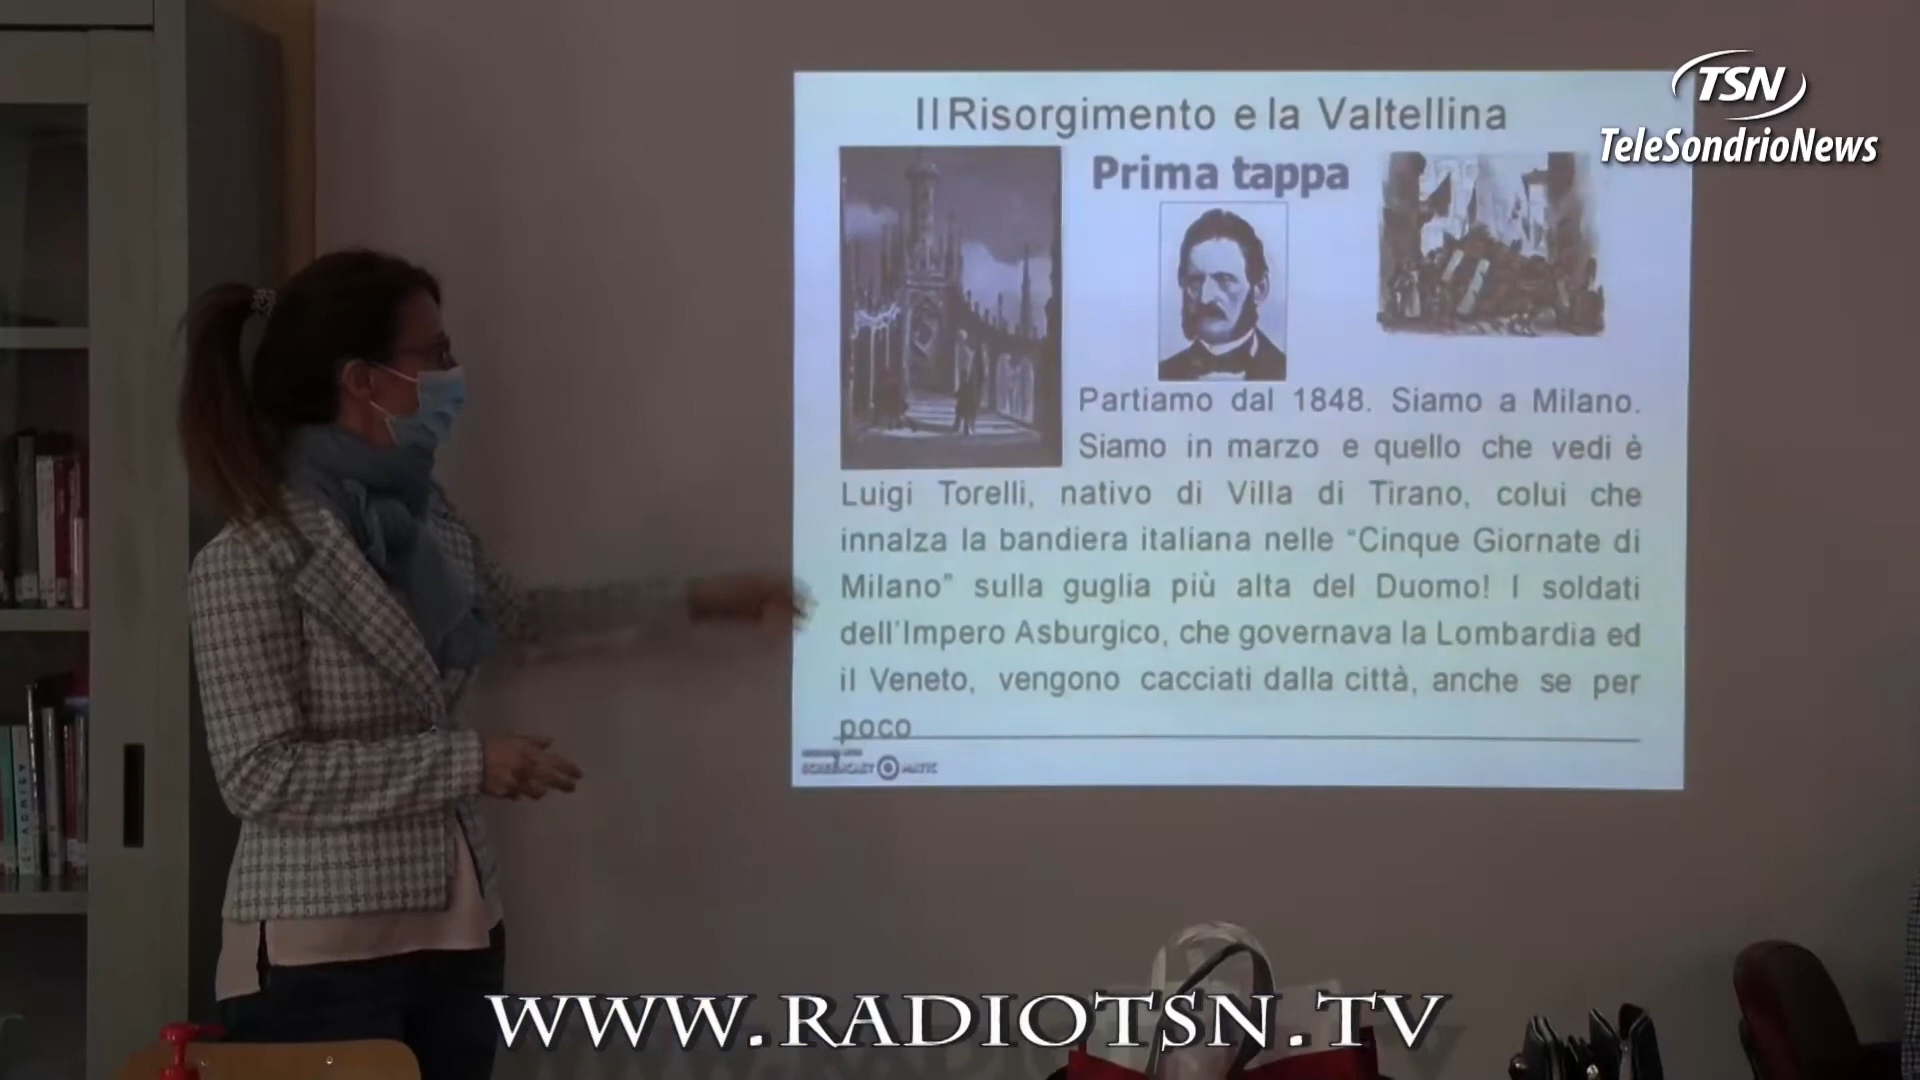 TSN
TeleSondrioNews
Il Risorgimento e la Valtellina
Prima tappa
Partiamo dal 1848. Siamo a Milano.
Siamo in marzo e quello che vedi è
Luigi Torelli, nativo di Villa di Tirano, colui che
innalza la bandiera italiana nelle "Cinque Giornate di
Milano" sulla guglia più alta del Duomo! I soldati
dell'Impero Asburgico, che governava la Lombardia ed
il Veneto, vengono cacciati dalla città, anche se per
poco
SCREENCAST MATIC
WWW.RADIOTSN.TV